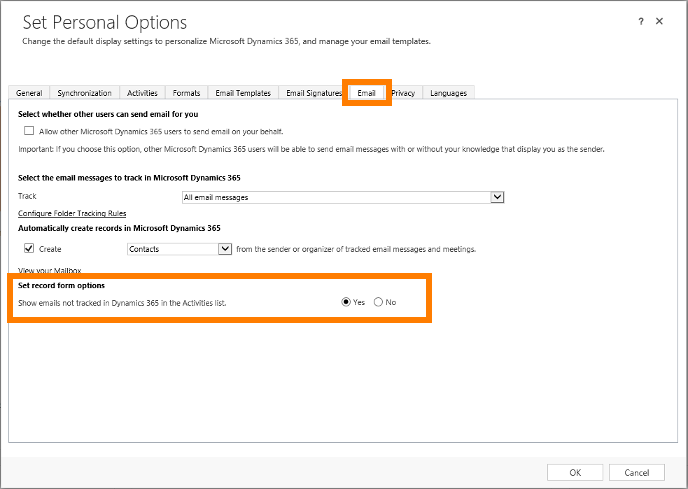 Set Personal Options
? ×
Change the default display settings to personalize Microsoft Dynamics 365, and manage your email templates.
General Synchronization Activities Formats Email Templates Email Signatures Email Privacy Languages
Select whether other users can send email for you
Allow other Microsoft Dynamics 365 users to send email on your behalf.
Important: If you choose this option, other Microsoft Dynamics 365 users will be able to send email messages with or without your knowledge that display you as the sender.
Select the email messages to track in Microsoft Dynamics 365
Track All email messages
Configure Folder Tracking Rules
Automatically create records in Microsoft Dynamics 365
Create Contacts from the sender or organizer of tracked email messages and meetings.
View your Mailbox
Set record form options
Show emails not tracked in Dynamics 365 in the Activities list. Yes No
OK Cancel